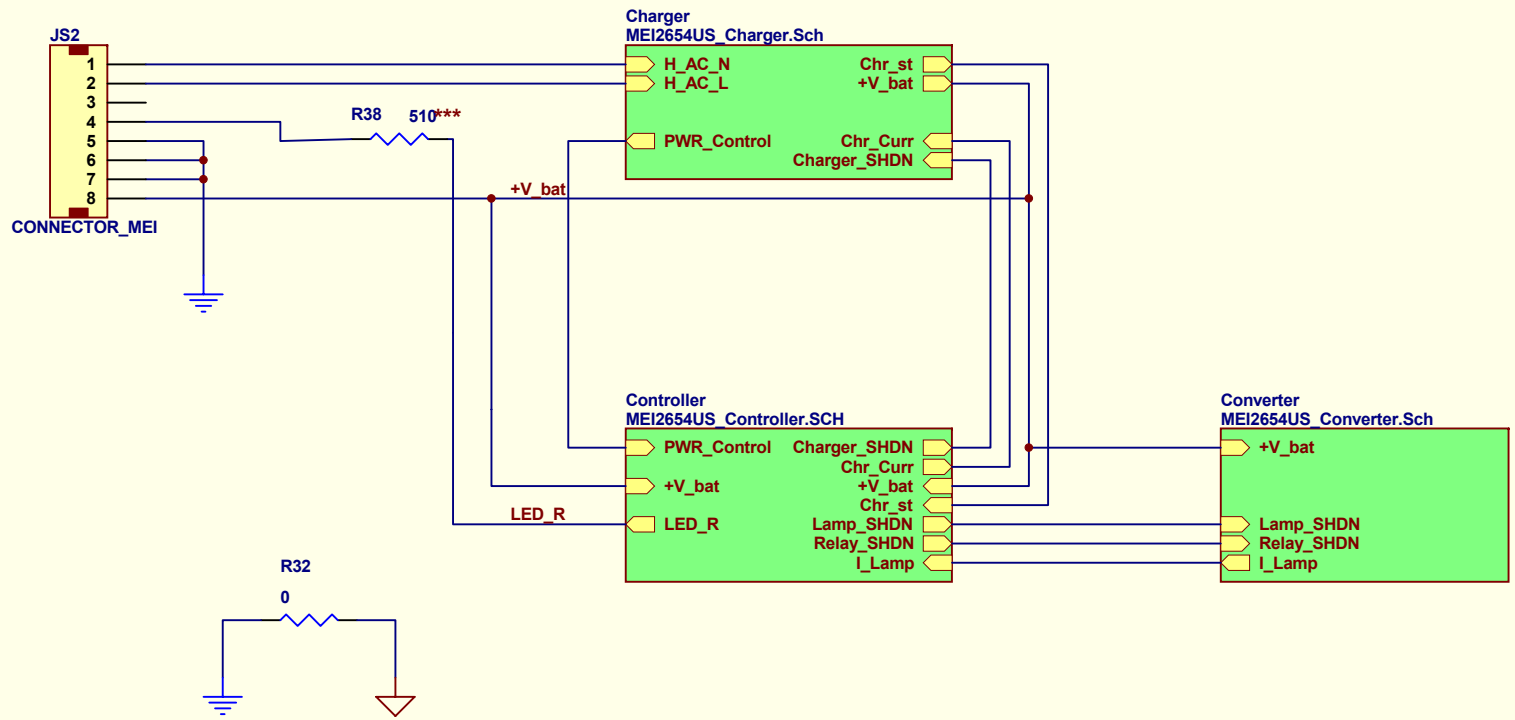 JS2
1
2
3
4
5
6
7
8
CONNECTOR_MEI
R38
510***
+V_bat
LED_R
Charger
MEI2654US_Charger.Sch
H_AC_N
H_AC_L
PWR_Control
Chr_st
+V_bat
Chr_Curr
Charger_SHDN
Controller
MEI2654US_Controller.SCH
PWR_Control
+V_bat
LED_R
Charger_SHDN
Chr_Curr
+V_bat
Chr_st
Lamp_SHDN
Relay_SHDN
I_Lamp
Converter
MEI2654US_Converter.Sch
+V_bat
Lamp_SHDN
Relay_SHDN
I_Lamp
R32
0